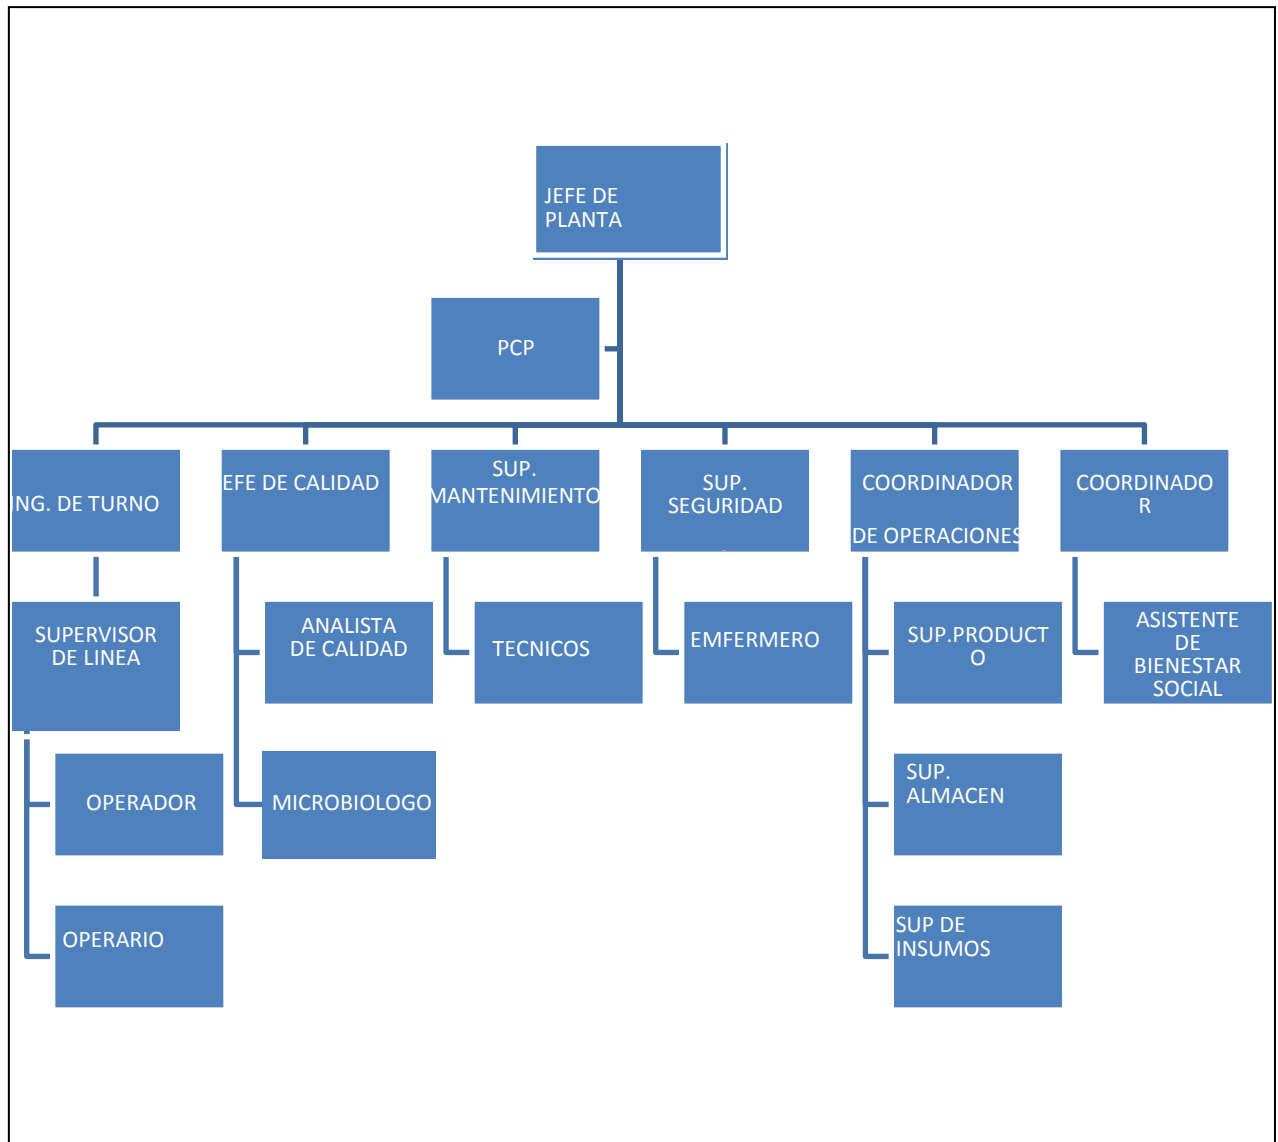 JEFE DE
PLANTA
PCP
ING. DE TURNO
EFE DE CALIDAD
SUP.
MANTENIMIENTO
SUP.
SEGURIDAD
COORDINADOR
DE OPERACIONES
COORDINADO
R
SUPERVISOR
DE LINEA
ANALISTA
DE CALIDAD
TECNICOS
EMFERMERO
SUP.PRODUCT
O
ASISTENTE
DE
BIENESTAR
SOCIAL
OPERADOR
MICROBIOLOGO
SUP.
ALMACEN
OPERARIO
SUP DE
INSUMOS